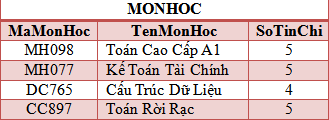 MONHOC
MaMonHoc TenMonHoc SoTinChi
MH098 Toán Cao Cấp A1 5
MH077 Kế Toán Tài Chính 5
DC765 Cấu Trúc Dữ Liệu 4
CC897 Toán Rời Rạc 5